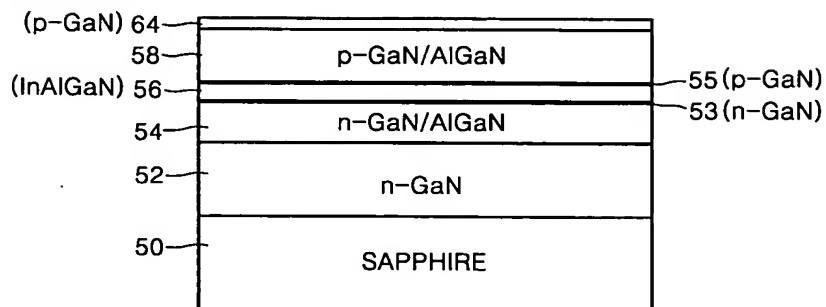 (p-GaN) 64
58 p-GaN/AlGaN
(InAlGaN) 56
55 (p-GaN)
53 (n-GaN)
54 n-GaN/AlGaN
52 n-GaN
50 SAPPHIRE